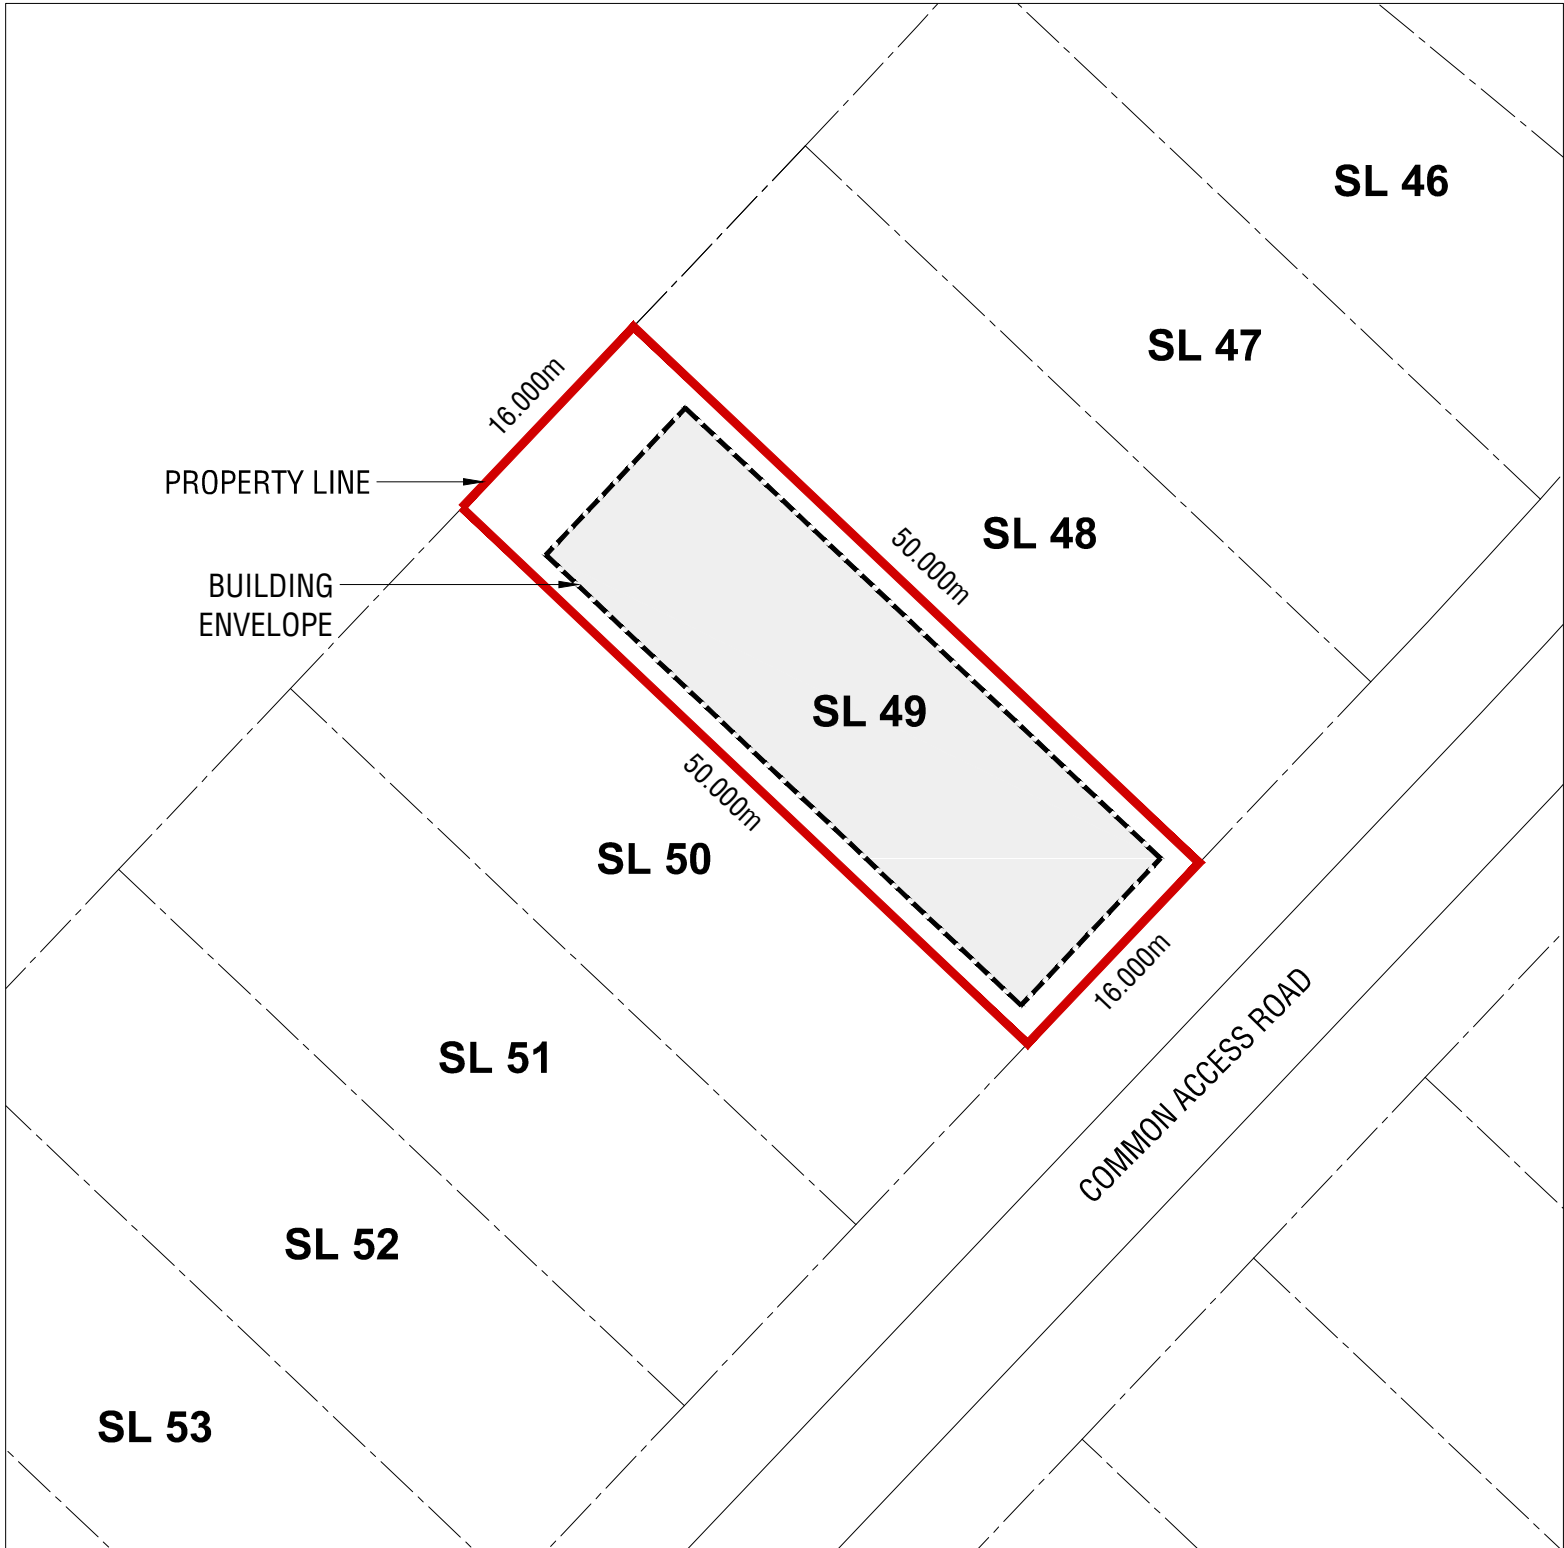 SL 46
SL 47
16.000m
PROPERTY LINE
SL 48
50.000m
BUILDING
ENVELOPE
SL 49
50.000m
SL 50
16.000m
COMMON ACCESS ROAD
SL 51
SL 52
SL 53